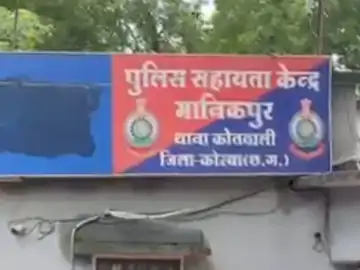 पुलिस सहायता केन्द्र
मानिकपुर
थाना कोतवाली
जिला-कोरबा(छ.ग.)